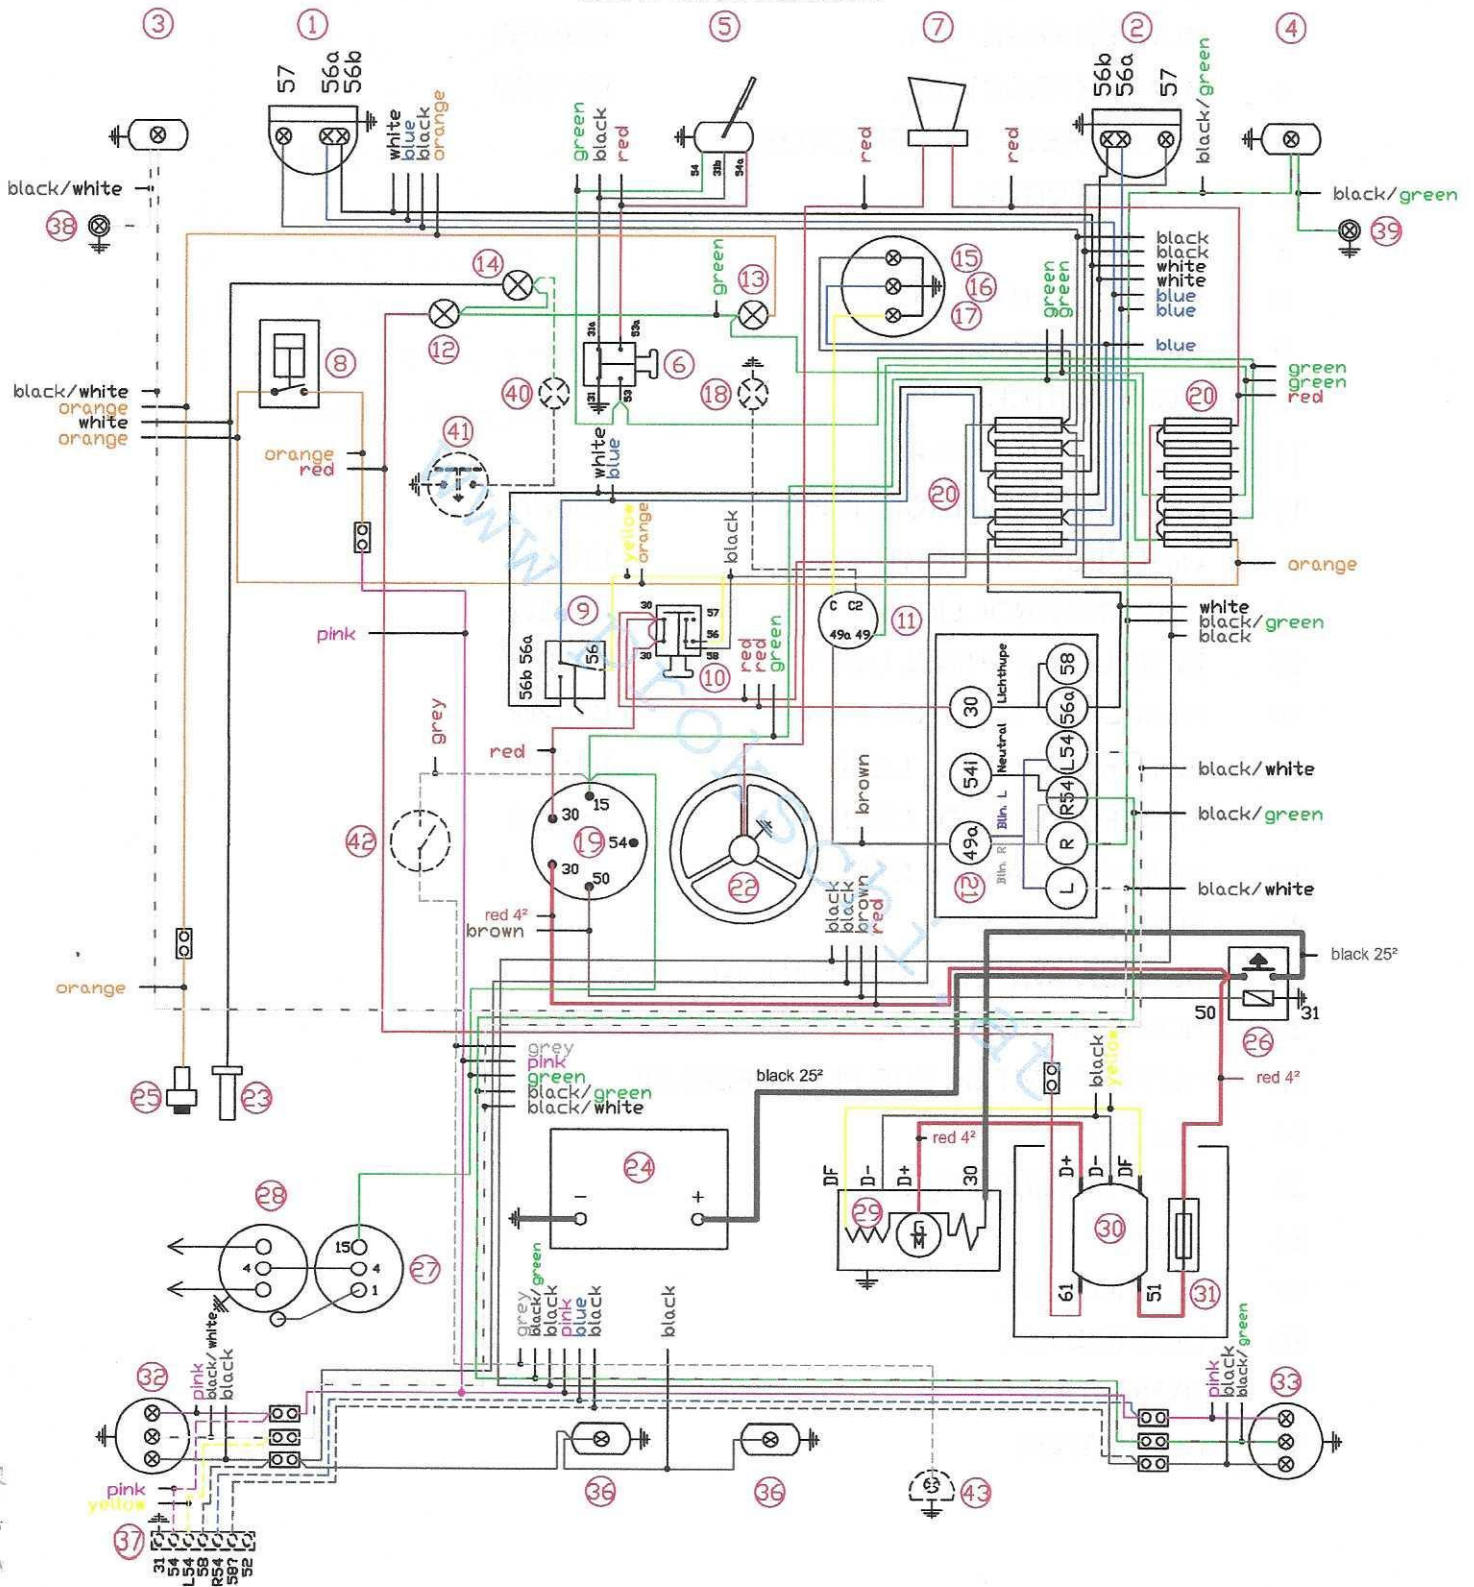 3
1
5
7
2
4
57
56a
56b
white
blue
black
orange
green
black
red
54
31b
54a
red
red
56b
56a
57
black/green
black/white
38
black/green
39
black
black
white
white
blue
blue
blue
14
12
13
green
15
16
17
green
green
8
31a
53a
6
31
53
40
18
41
20
20
green
green
red
black/white
orange
white
orange
orange
red
white
blue
yellow
orange
black
orange
pink
9
56b
56a
56
30
57
56
30
58
10
red
red
green
C
C2
49a
49
11
white
black/green
black
30
Lichthupe
58
56a
54i
Neutral
L54
R54
49a
Blin. L
Blin. R
R
L
21
black/white
black/green
black/white
grey
42
red
15
30
19
54
30
50
22
brown
red 4²
brown
black
black
brown
red
black 25²
50
31
26
red 4²
orange
25
23
grey
pink
green
black/green
black/white
black 25²
black
yellow
24
-
+
red 4²
DF
D-
D+
30
29
G
M
D+
D-
DF
30
61
51
31
28
4
15
4
1
27
grey
black/green
black
pink
blue
black
black
32
pink
black/white
black
pink
black
black/green
33
36
36
43
pink
yellow
37
31
54
L54
58
R54
58?
52
www.prokschi.at